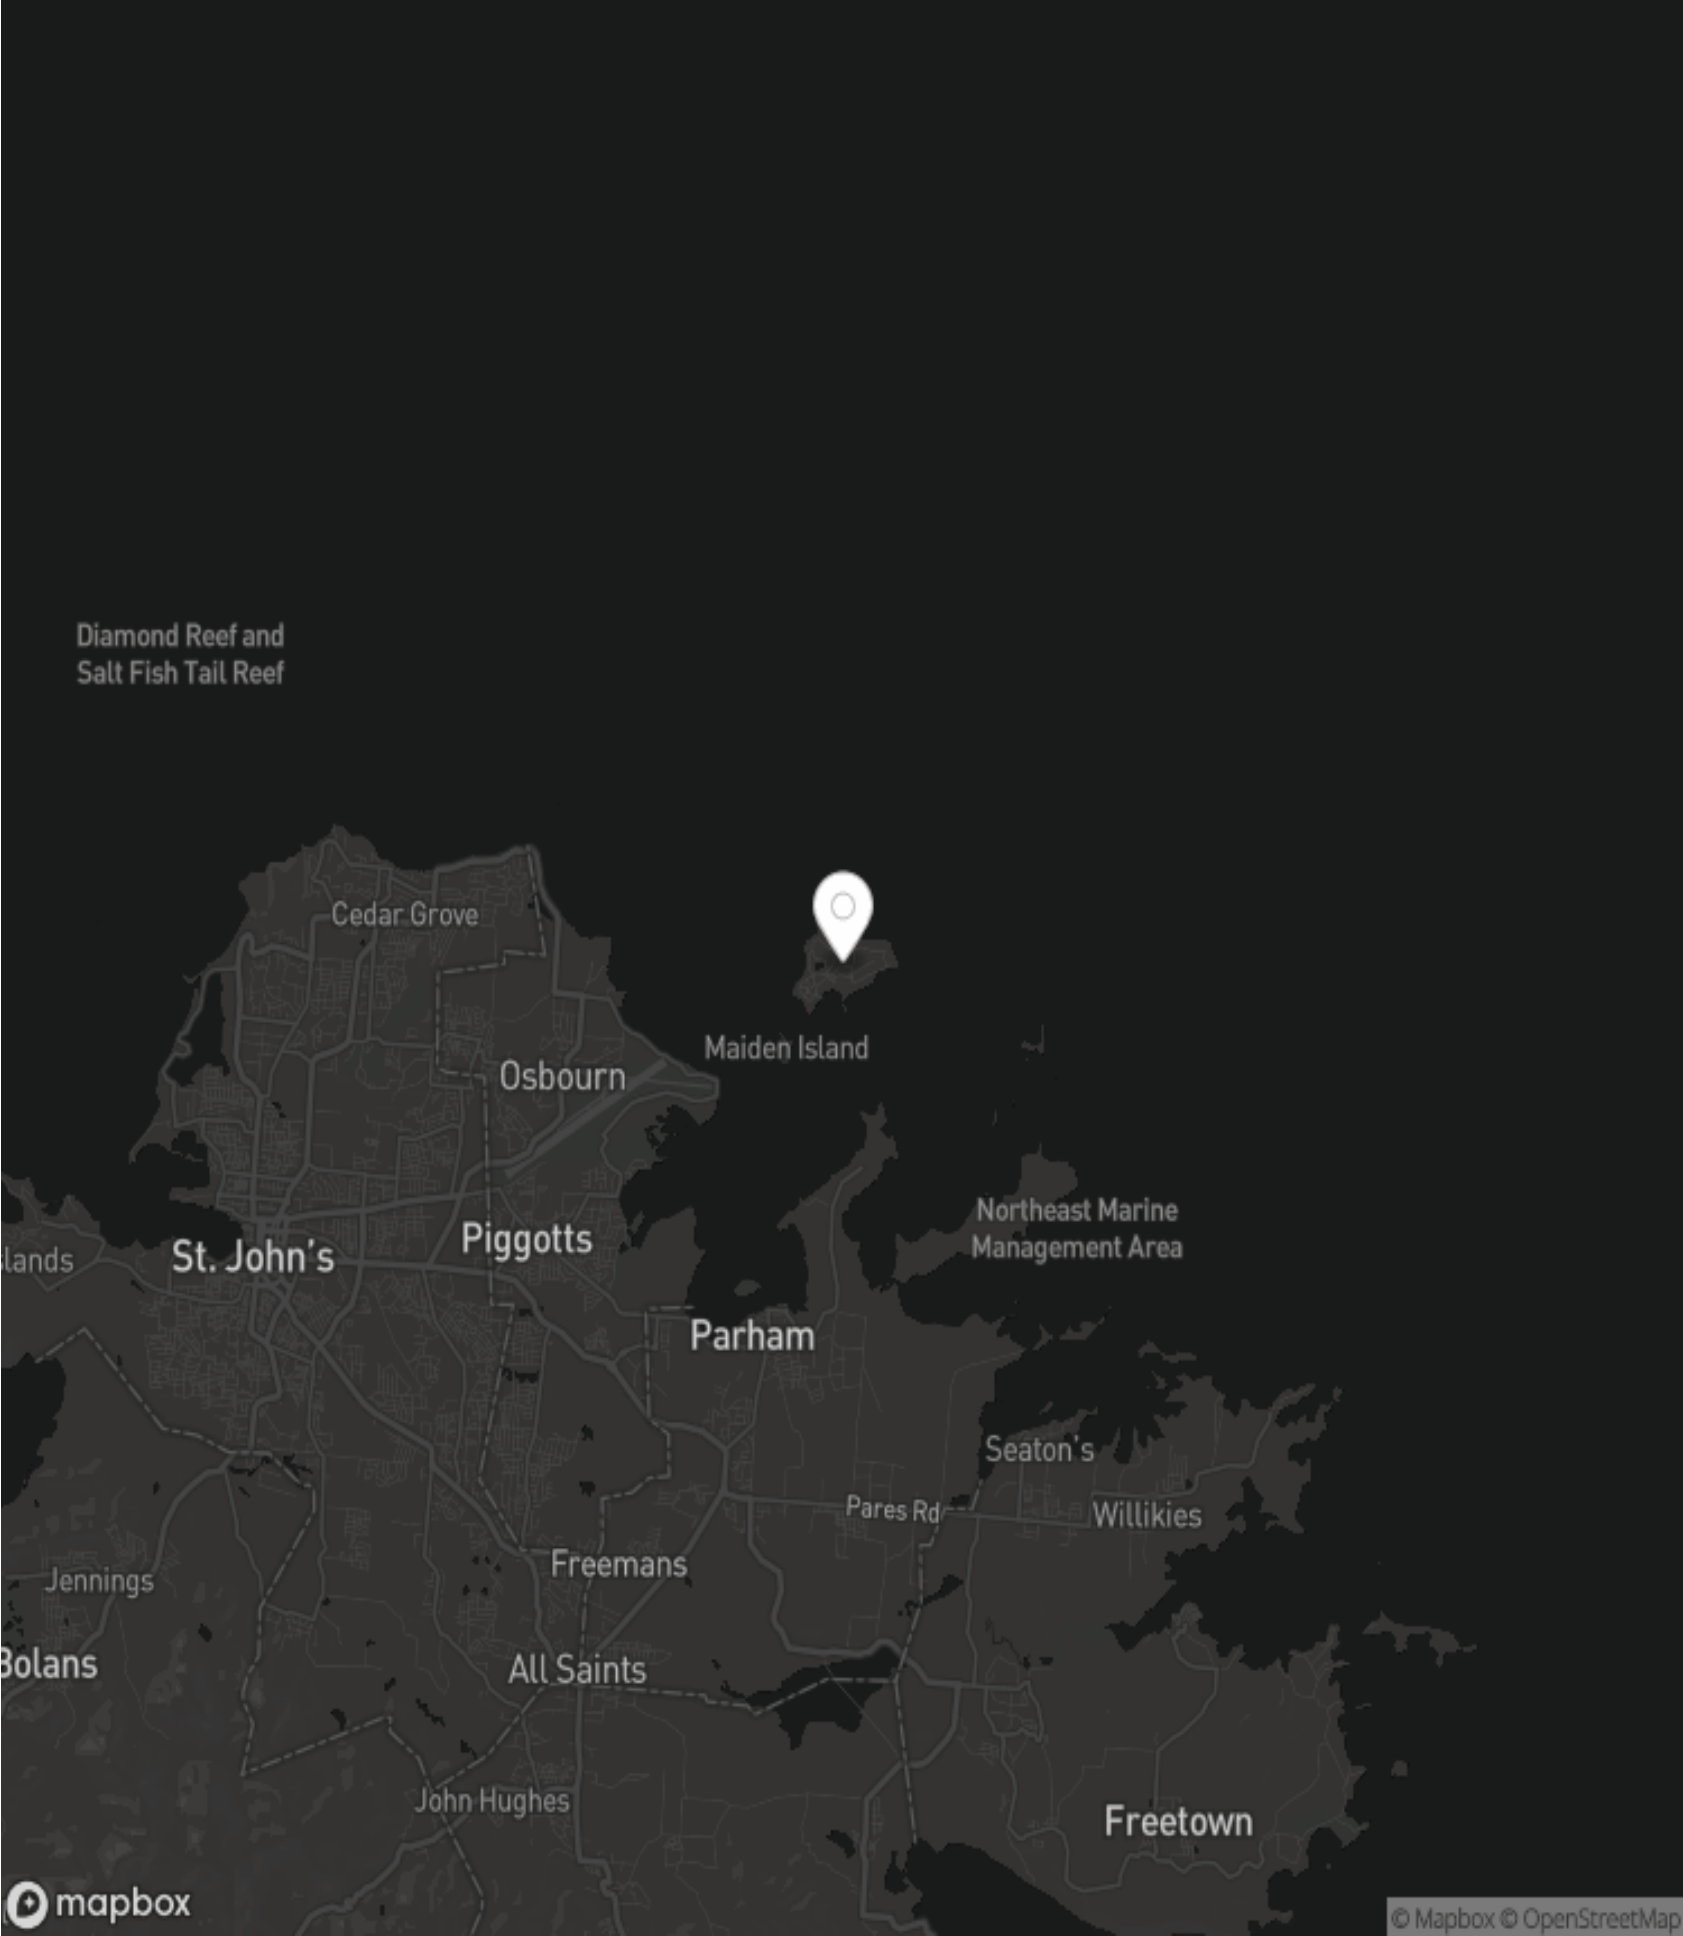 Diamond Reef and
Salt Fish Tail Reef
Cedar Grove
Maiden Island
Osbourn
Northeast Marine
Management Area
Piggotts
St. John's
slands
Parham
Seaton's
Pares Rd
Willikies
Freemans
Jennings
Bolans
All Saints
John Hughes
Freetown
mapbox
© Mapbox © OpenStreetMap